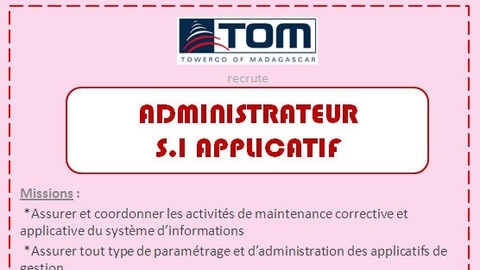 TOM
TOWERCO OF MADAGASCAR
recrute
ADMINISTRATEUR
S.I APPLICATIF
Missions :
*Assurer et coordonner les activités de maintenance corrective et
applicative du système d'informations
*Assurer tout type de paramétrage et d'administration des applicatifs de
gestion